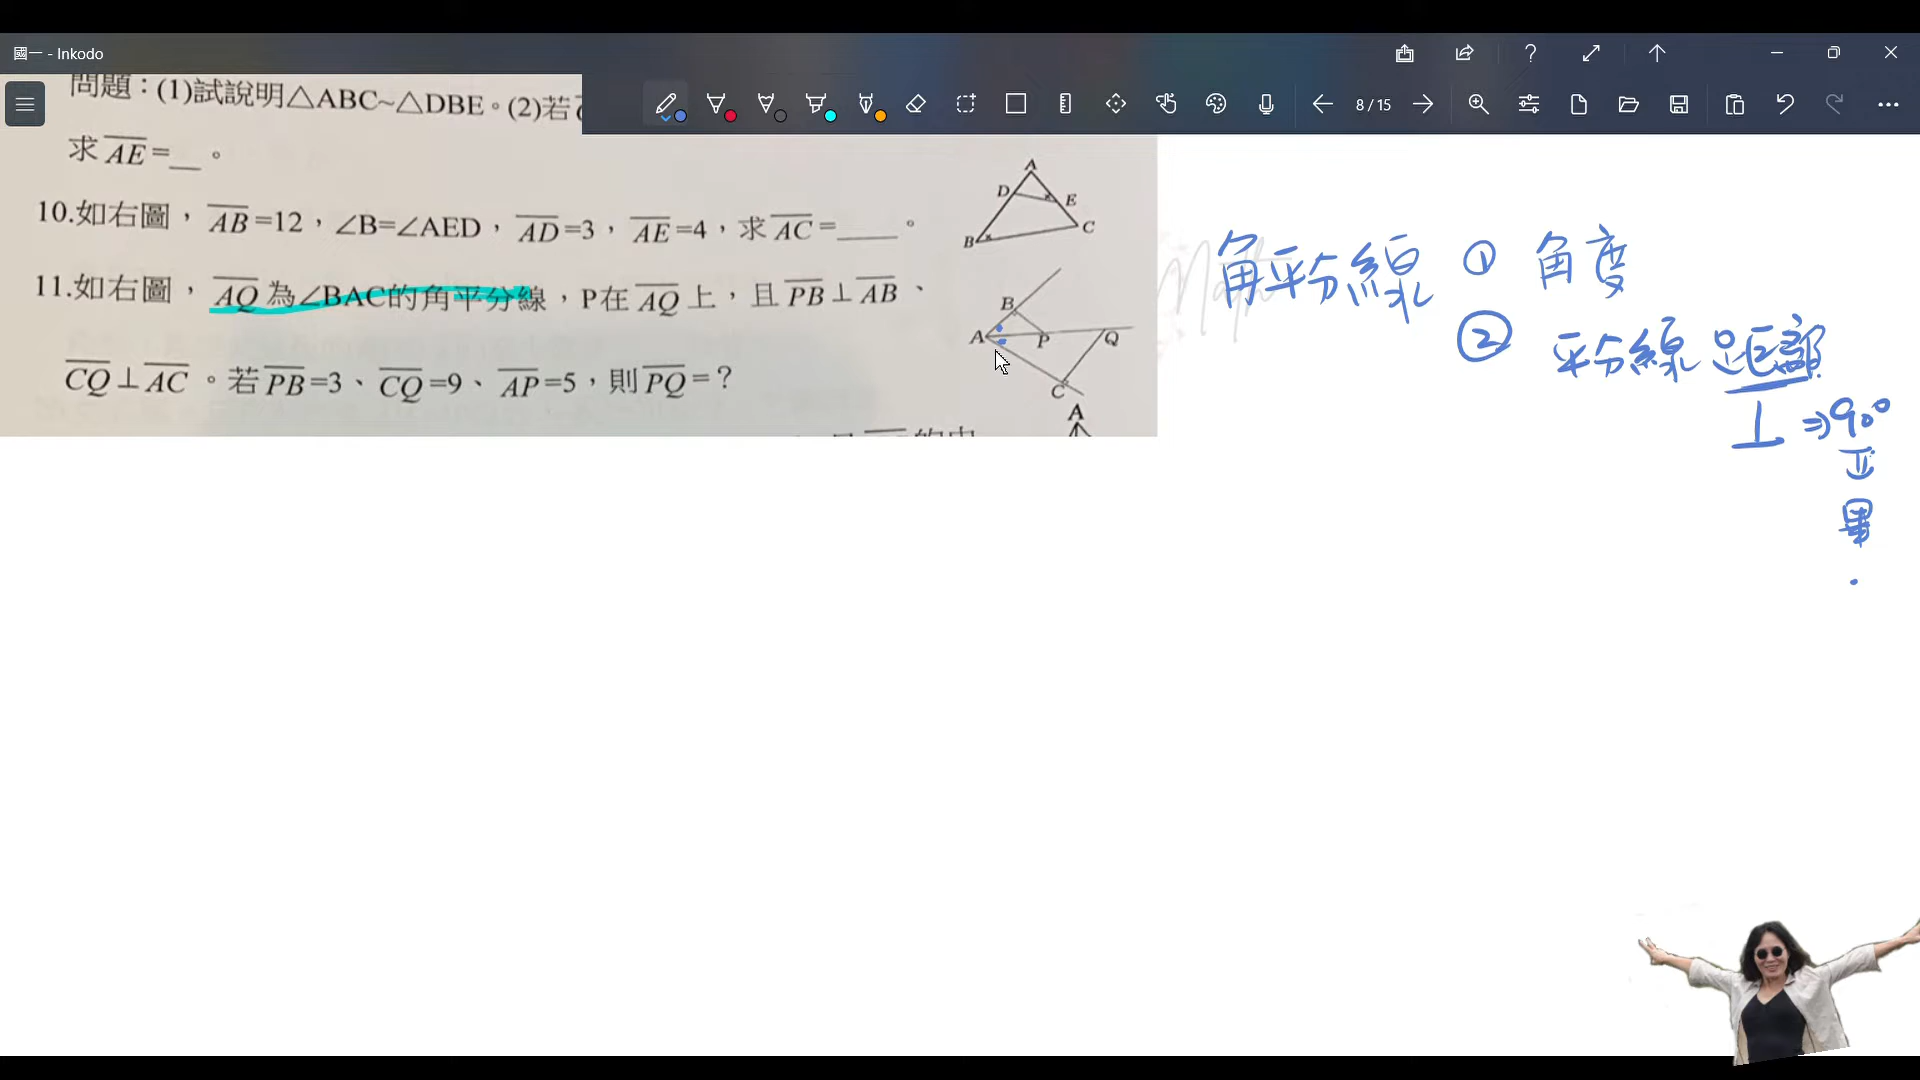 國一 - Inkodo
8/15
問題：(1)試說明△ABC~△DBE。(2)若
求AE=__。
10.如右圖，AB=12，∠B=∠AED，AD=3，AE=4，求AC=____。
A
D
E
B
C
11.如右圖，AQ為∠BAC的角平分線，P在AQ上，且PB⊥AB、
CQ⊥AC。若PB=3、CQ=9、AP=5，則PQ=？
B
A
P
Q
C
A
角平分線 ① 角度
② 平分線 距離
⊥ ⇒90°